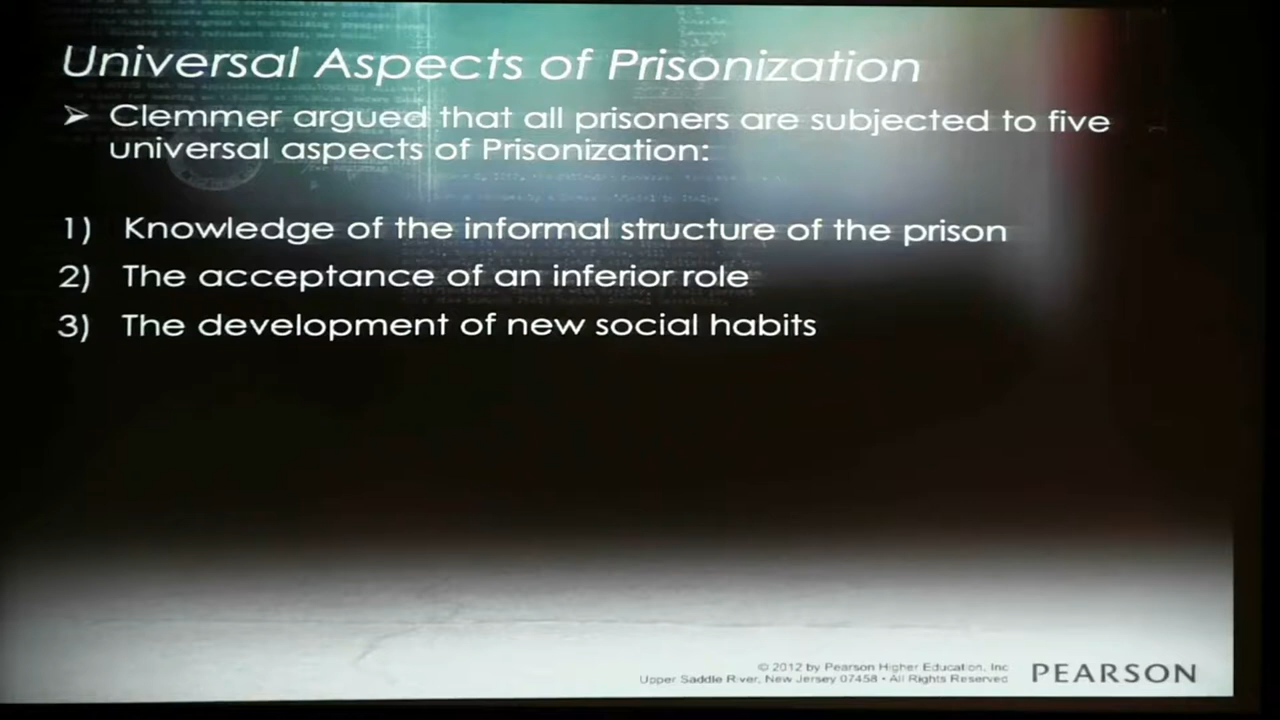 Universal Aspects of Prisonization
➤ Clemmer argued that all prisoners are subjected to five
universal aspects of Prisonization:
1) Knowledge of the informal structure of the prison
2) The acceptance of an inferior role
3) The development of new social habits
© 2012 by Pearson Higher Education, Inc
Upper Saddle River, New Jersey 07458 • All Rights Reserved
PEARSON